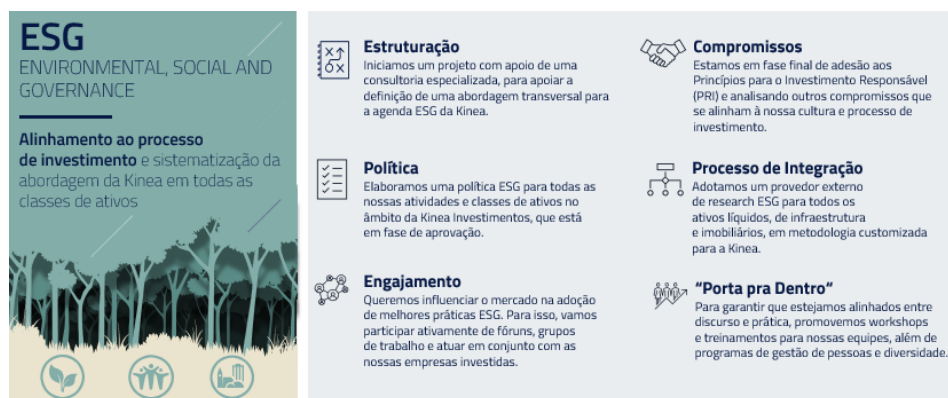 ESG
ENVIRONMENTAL, SOCIAL AND
GOVERNANCE
Alinhamento ao processo
de investimento e sistematização da
abordagem da Kinea em todas as
classes de ativos
Estruturação
Iniciamos um projeto com apoio de uma
consultoria especializada, para apoiar a
definição de uma abordagem transversal para
a agenda ESG da Kinea.
Política
Elaboramos uma política ESG para todas as
nossas atividades e classes de ativos no
âmbito da Kinea Investimentos, que está
em fase de aprovação.
Engajamento
Queremos influenciar o mercado na adoção
de melhores práticas ESG. Para isso, vamos
participar ativamente de fóruns, grupos
de trabalho e atuar em conjunto com as
nossas empresas investidas.
Compromissos
Estamos em fase final de adesão aos
Princípios para o Investimento Responsável
(PRI) e analisando outros compromissos que
se alinham à nossa cultura e processo de
investimento.
Processo de Integração
Adotamos um provedor externo
de research ESG para todos os
ativos líquidos, de infraestrutura
e imobiliários, em metodologia customizada
para a Kinea.
“Porta pra Dentro“
Para garantir que estejamos alinhados entre
discurso e prática, promovemos workshops
e treinamentos para nossas equipes, além de
programas de gestão de pessoas e diversidade.